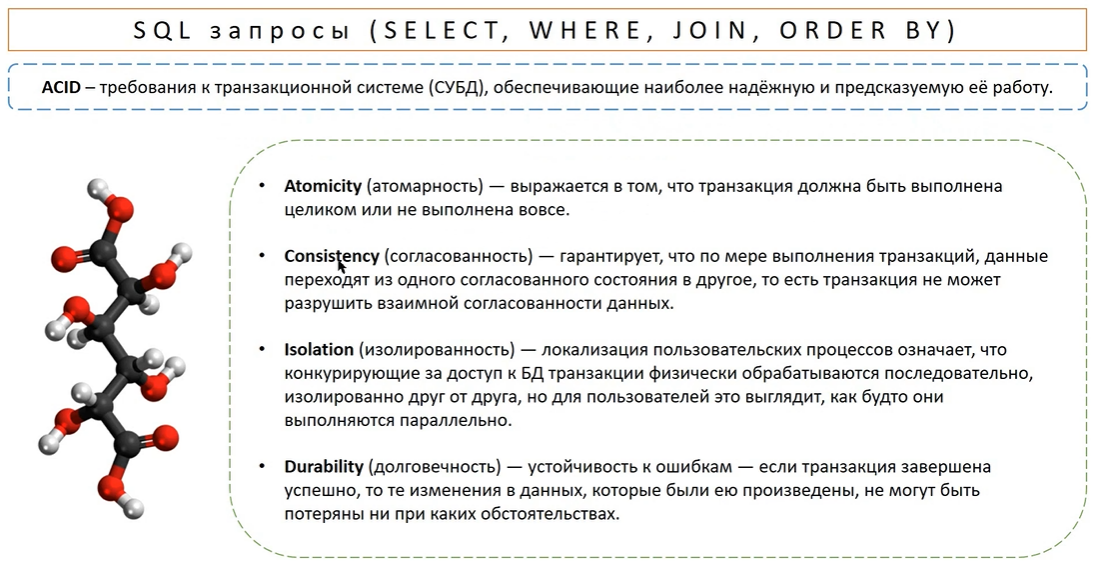 SQL запросы (SELECT, WHERE, JOIN, ORDER BY)
ACID – требования к транзакционной системе (СУБД), обеспечивающие наиболее надёжную и предсказуемую её работу.
• Atomicity (атомарность) — выражается в том, что транзакция должна быть выполнена
целиком или не выполнена вовсе.
• Consistency (согласованность) — гарантирует, что по мере выполнения транзакций, данные
переходят из одного согласованного состояния в другое, то есть транзакция не может
разрушить взаимной согласованности данных.
• Isolation (изолированность) — локализация пользовательских процессов означает, что
конкурирующие за доступ к БД транзакции физически обрабатываются последовательно,
изолированно друг от друга, но для пользователей это выглядит, как будто они
выполняются параллельно.
• Durability (долговечность) — устойчивость к ошибкам — если транзакция завершена
успешно, то те изменения в данных, которые были ею произведены, не могут быть
потеряны ни при каких обстоятельствах.